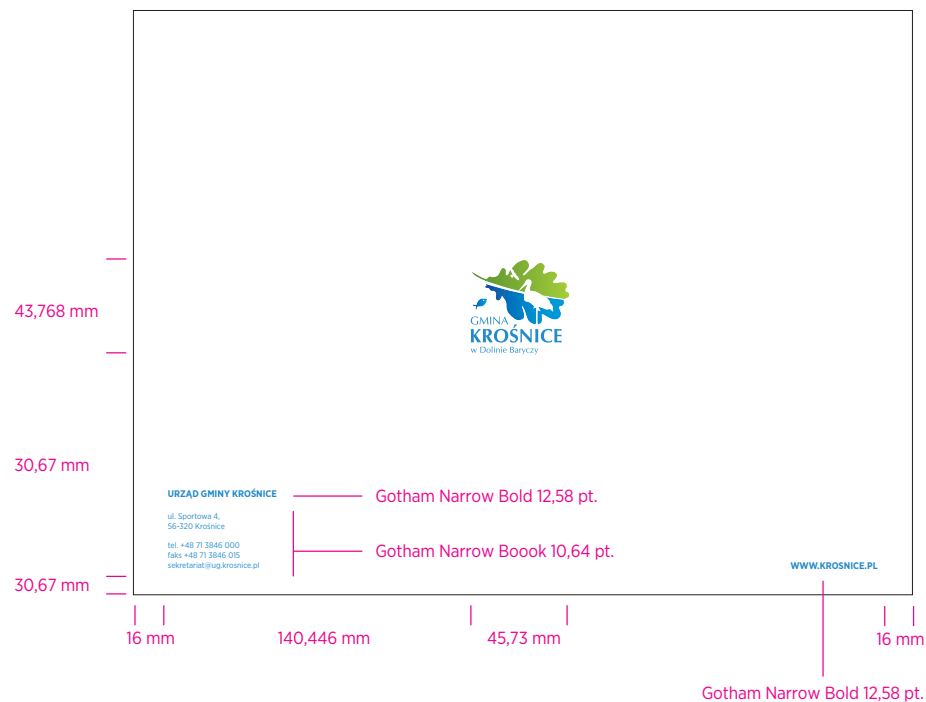 43,768 mm
GMINA
KROŚNICE
w Dolinie Baryczy
30,67 mm
URZĄD GMINY KROŚNICE
Gotham Narrow Bold 12,58 pt.
ul. Sportowa 4,
56-320 Krośnice
tel. +48 71 3846 000
faks +48 71 3846 015
sekretariat@ug.krosnice.pl
Gotham Narrow Boook 10,64 pt.
WWW.KROSNICE.PL
30,67 mm
16 mm
140,446 mm
45,73 mm
16 mm
Gotham Narrow Bold 12,58 pt.